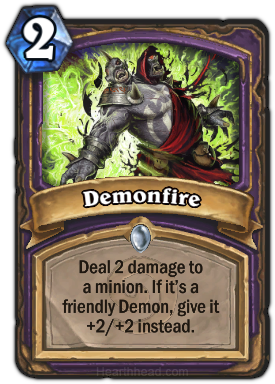 2
Demonfire
Deal 2 damage to
a minion. If it's a
friendly Demon, give it
+2/+2 instead.
Hearthhead.com